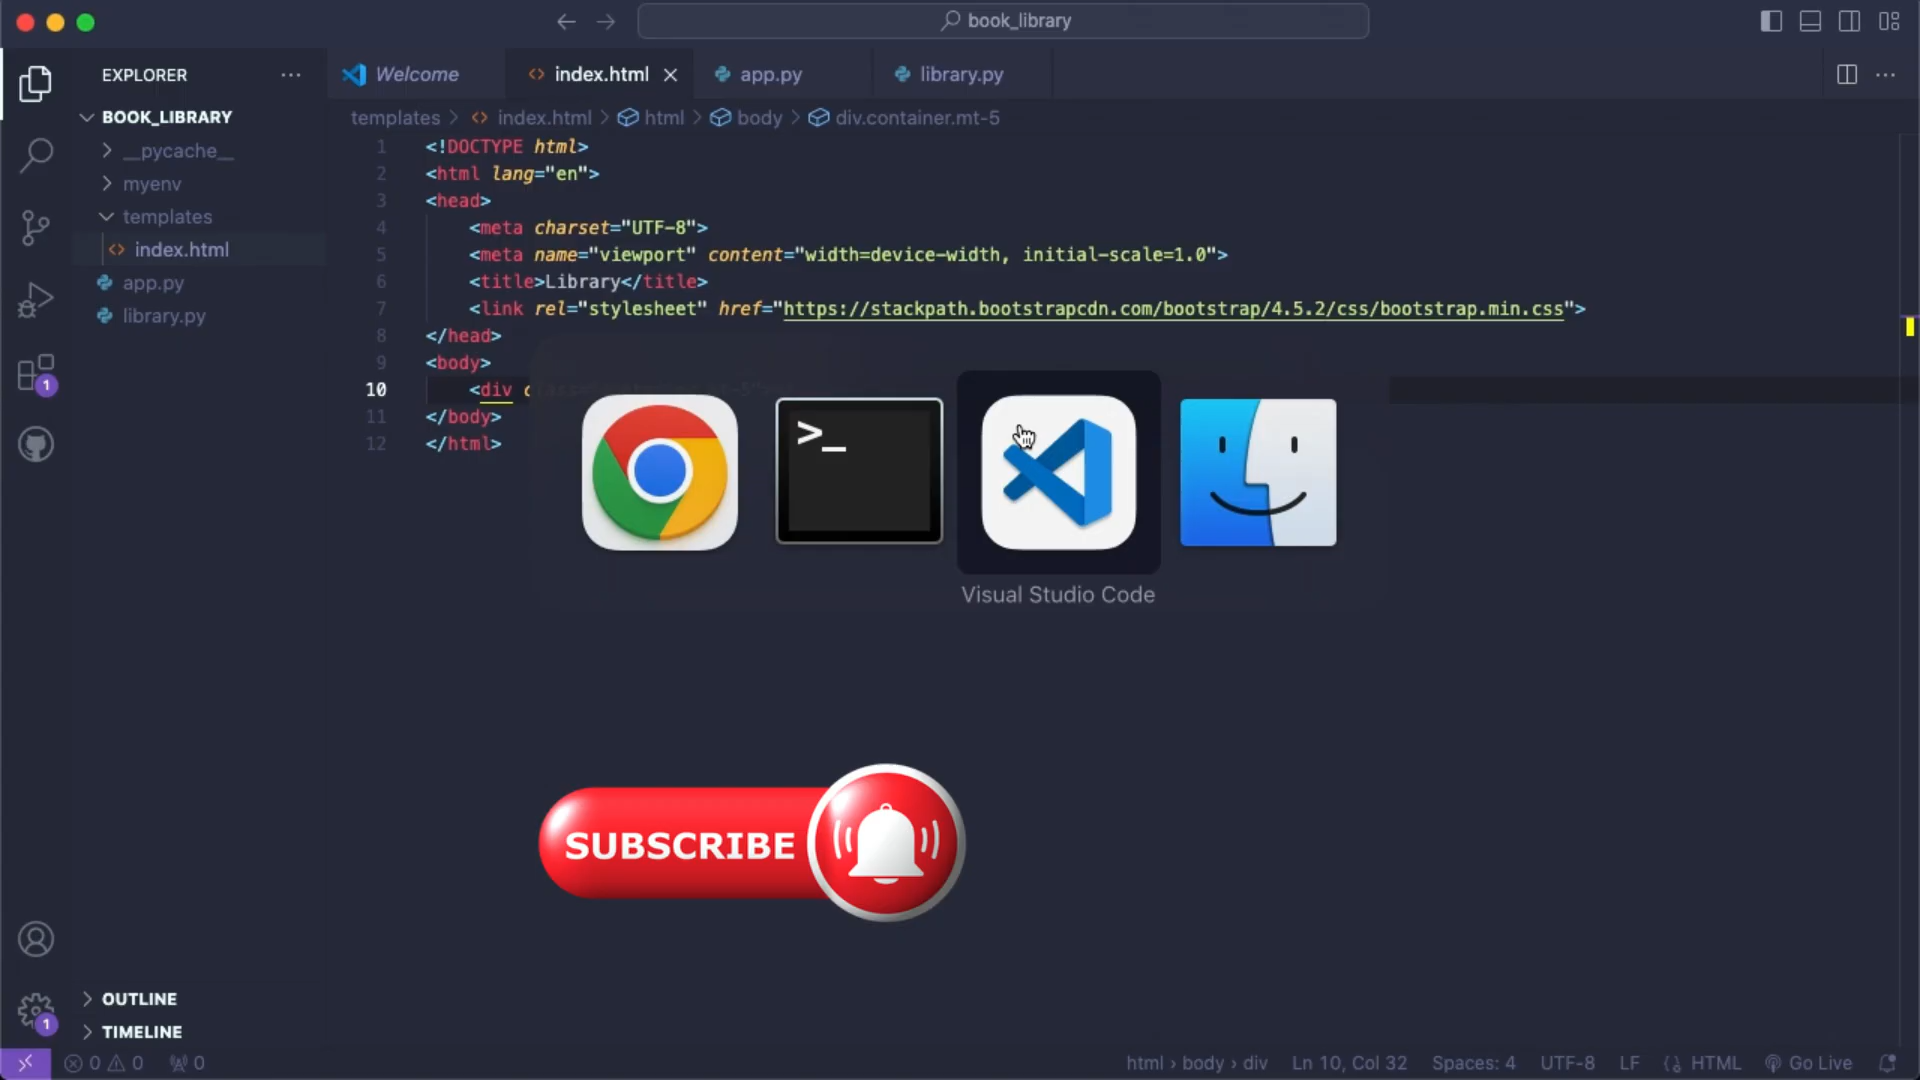 book_library
EXPLORER
Welcome
index.html
app.py
library.py
BOOK_LIBRARY
templates > index.html > html > body > div.container.mt-5
__pycache__
myenv
templates
index.html
app.py
library.py
1 <!DOCTYPE html>
2 <html lang="en">
3 <head>
4 <meta charset="UTF-8">
5 <meta name="viewport" content="width=device-width, initial-scale=1.0">
6 <title>Library</title>
7 <link rel="stylesheet" href="https://stackpath.bootstrapcdn.com/bootstrap/4.5.2/css/bootstrap.min.css">
8 </head>
9 <body>
10 <div
11 </body>
12 </html>
1
>_
Visual Studio Code
SUBSCRIBE
OUTLINE
1
TIMELINE
0 0 0
html > body > div
Ln 10, Col 32
Spaces: 4
UTF-8
LF
HTML
Go Live